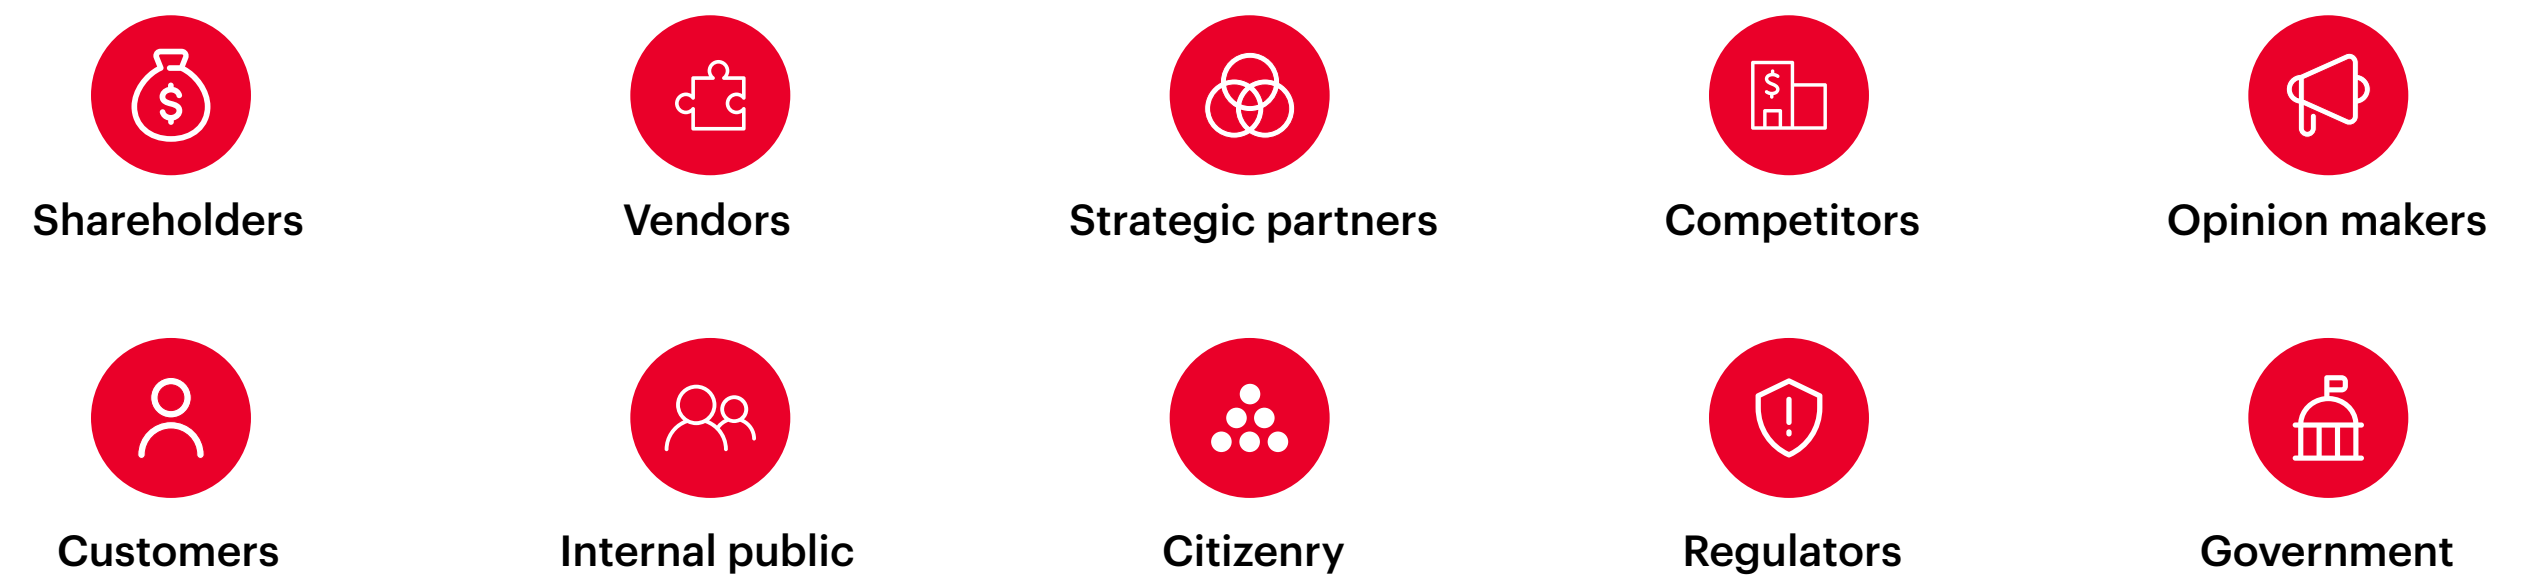 Shareholders
Vendors
Strategic partners
Competitors
Opinion makers
Customers
Internal public
Citizenry
Regulators
Government